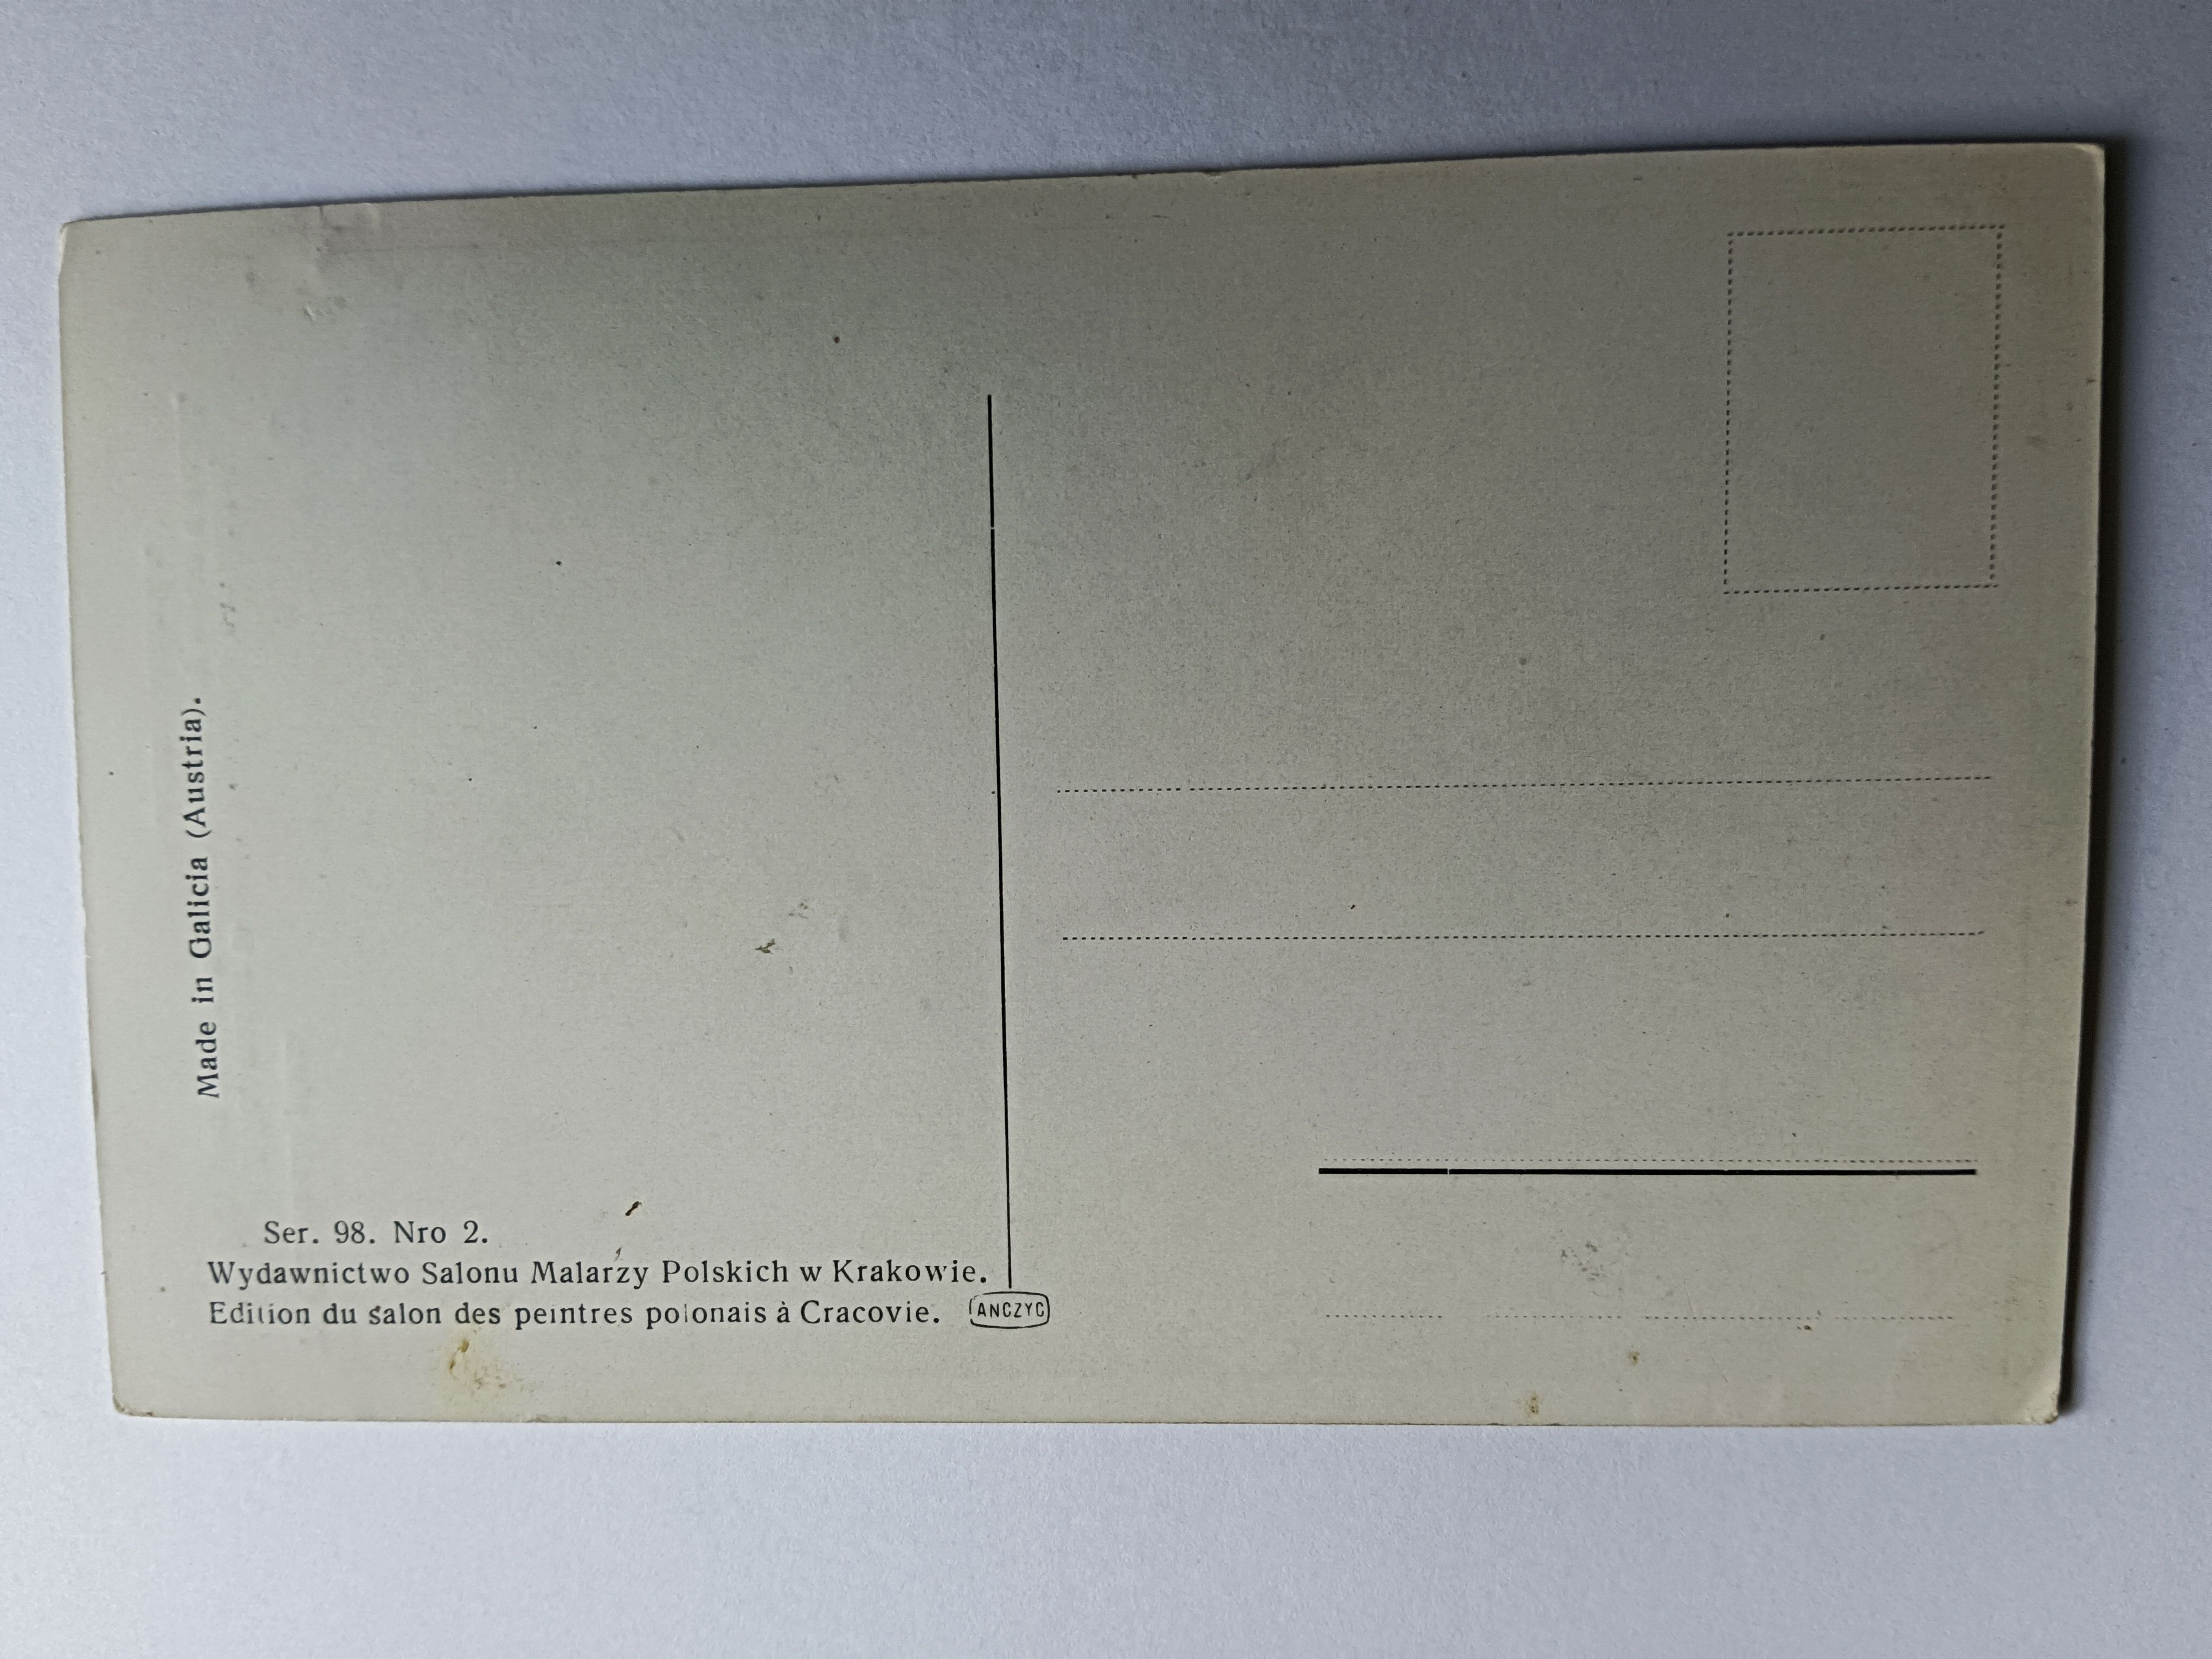 Made in Galicia (Austria).
Ser. 98. Nro 2.
Wydawnictwo Salonu Malarzy Polskich w Krakowie.
Edition du salon des peintres polonais à Cracovie. ANCZYC